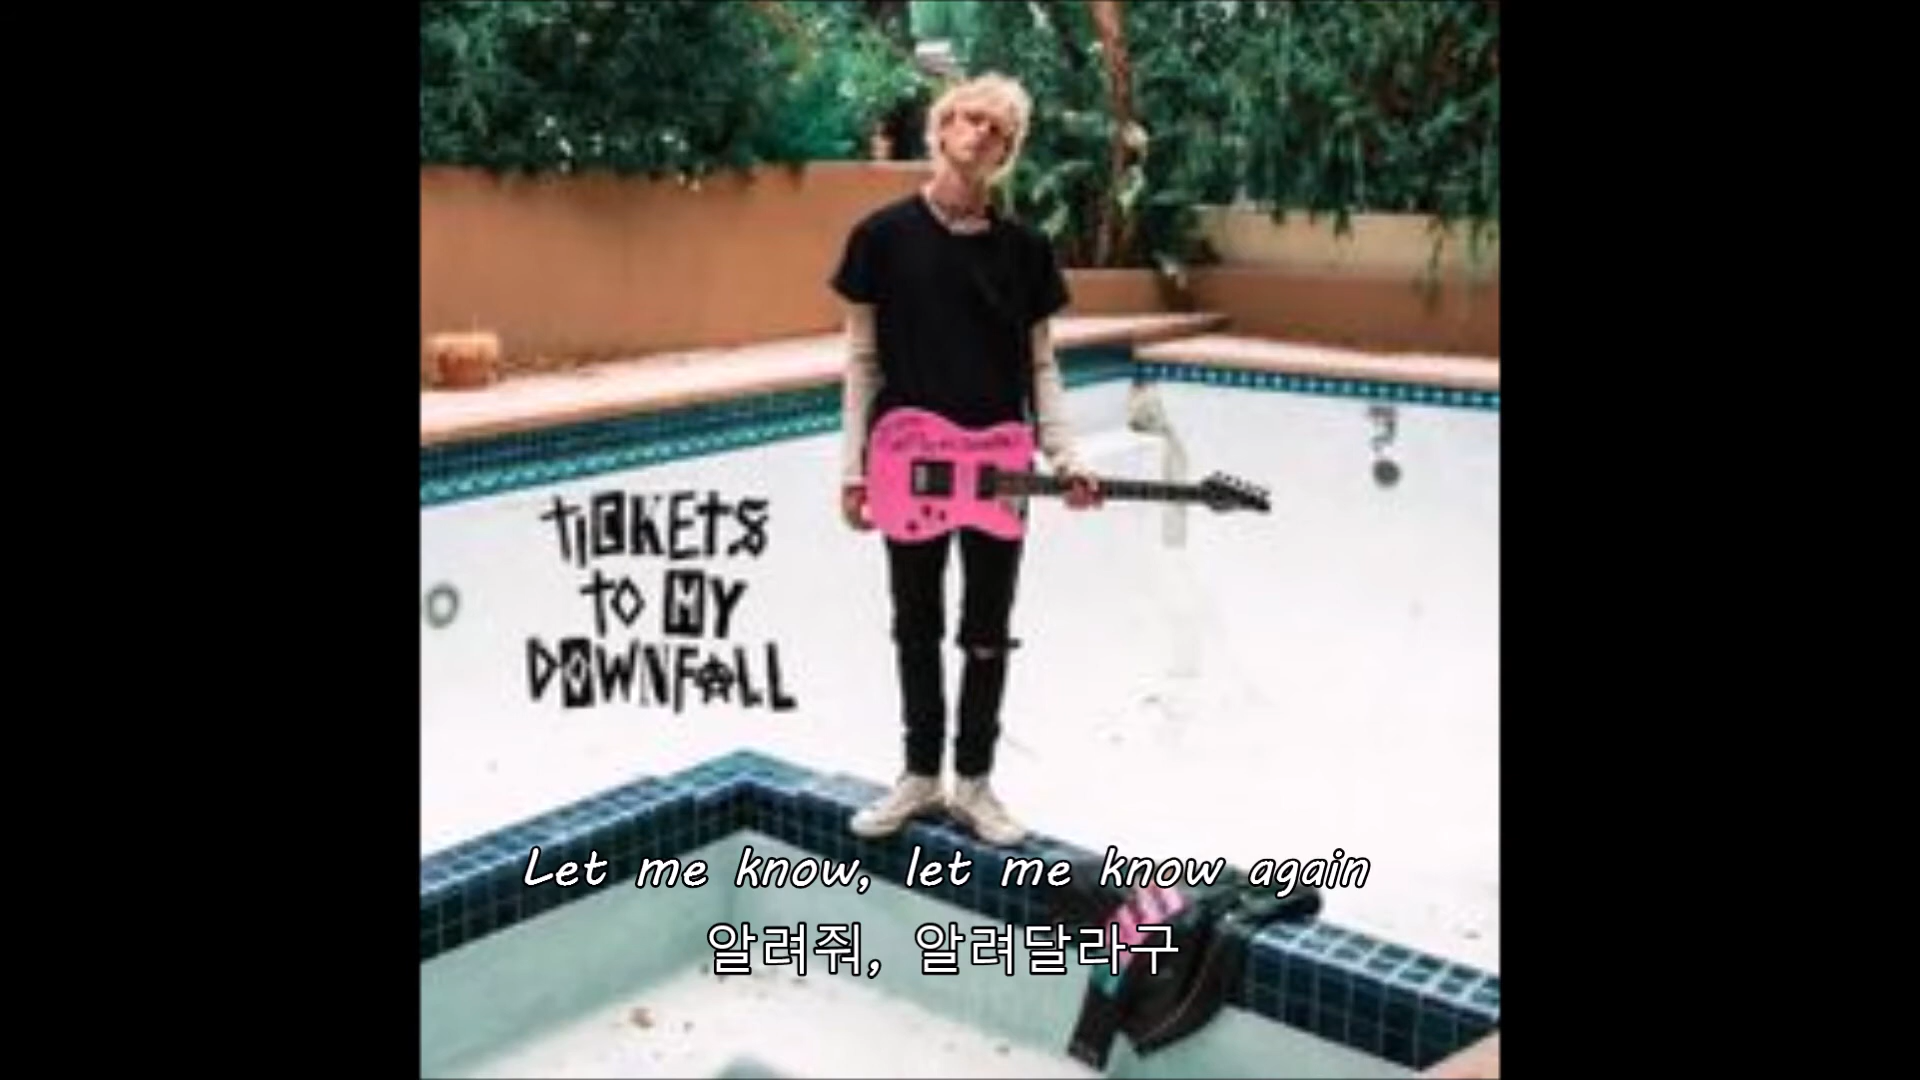 TICKETS
TO MY
DOWNFALL
Let me know, let me know again
알려줘, 알려달라구